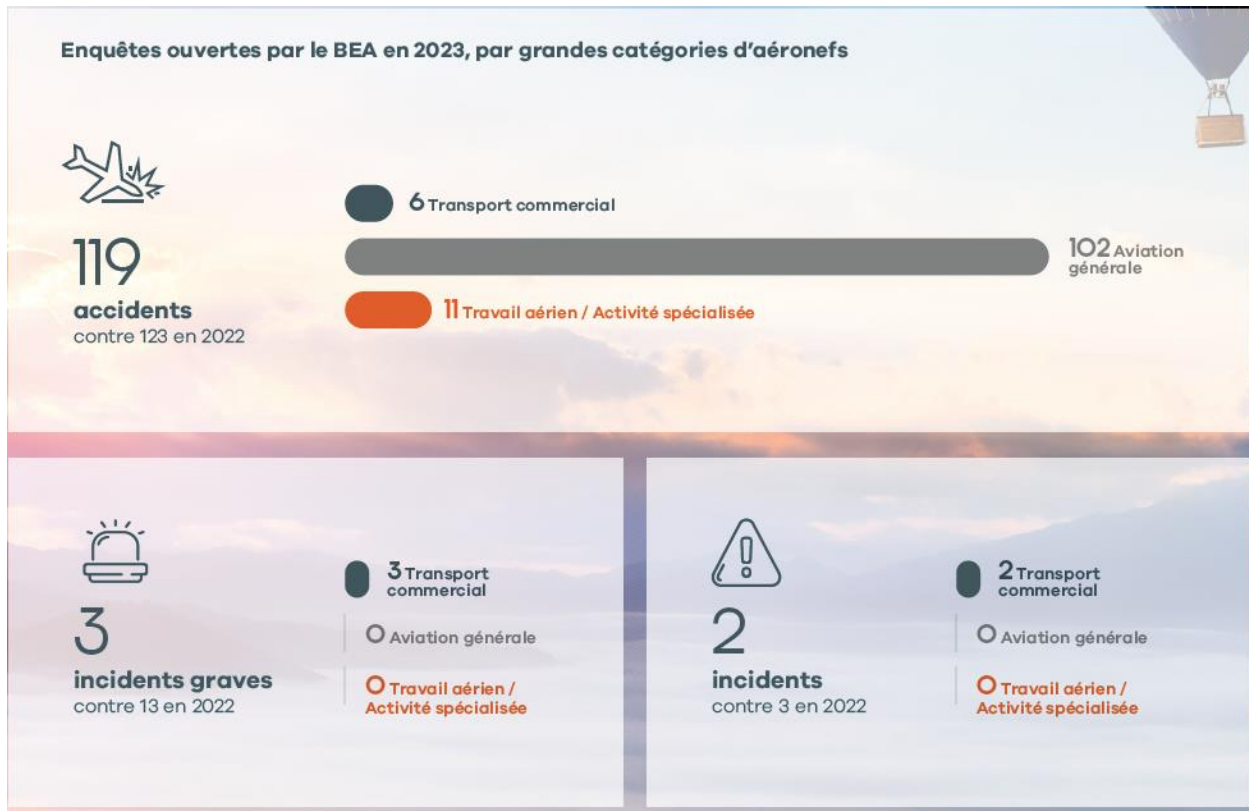 Enquêtes ouvertes par le BEA en 2023, par grandes catégories d'aéronefs
119
accidents
contre 123 en 2022
6 Transport commercial
102 Aviation
générale
11 Travail aérien / Activité spécialisée
3
incidents graves
contre 13 en 2022
3 Transport
commercial
0 Aviation générale
0 Travail aérien /
Activité spécialisée
2
incidents
contre 3 en 2022
2 Transport
commercial
0 Aviation générale
0 Travail aérien /
Activité spécialisée